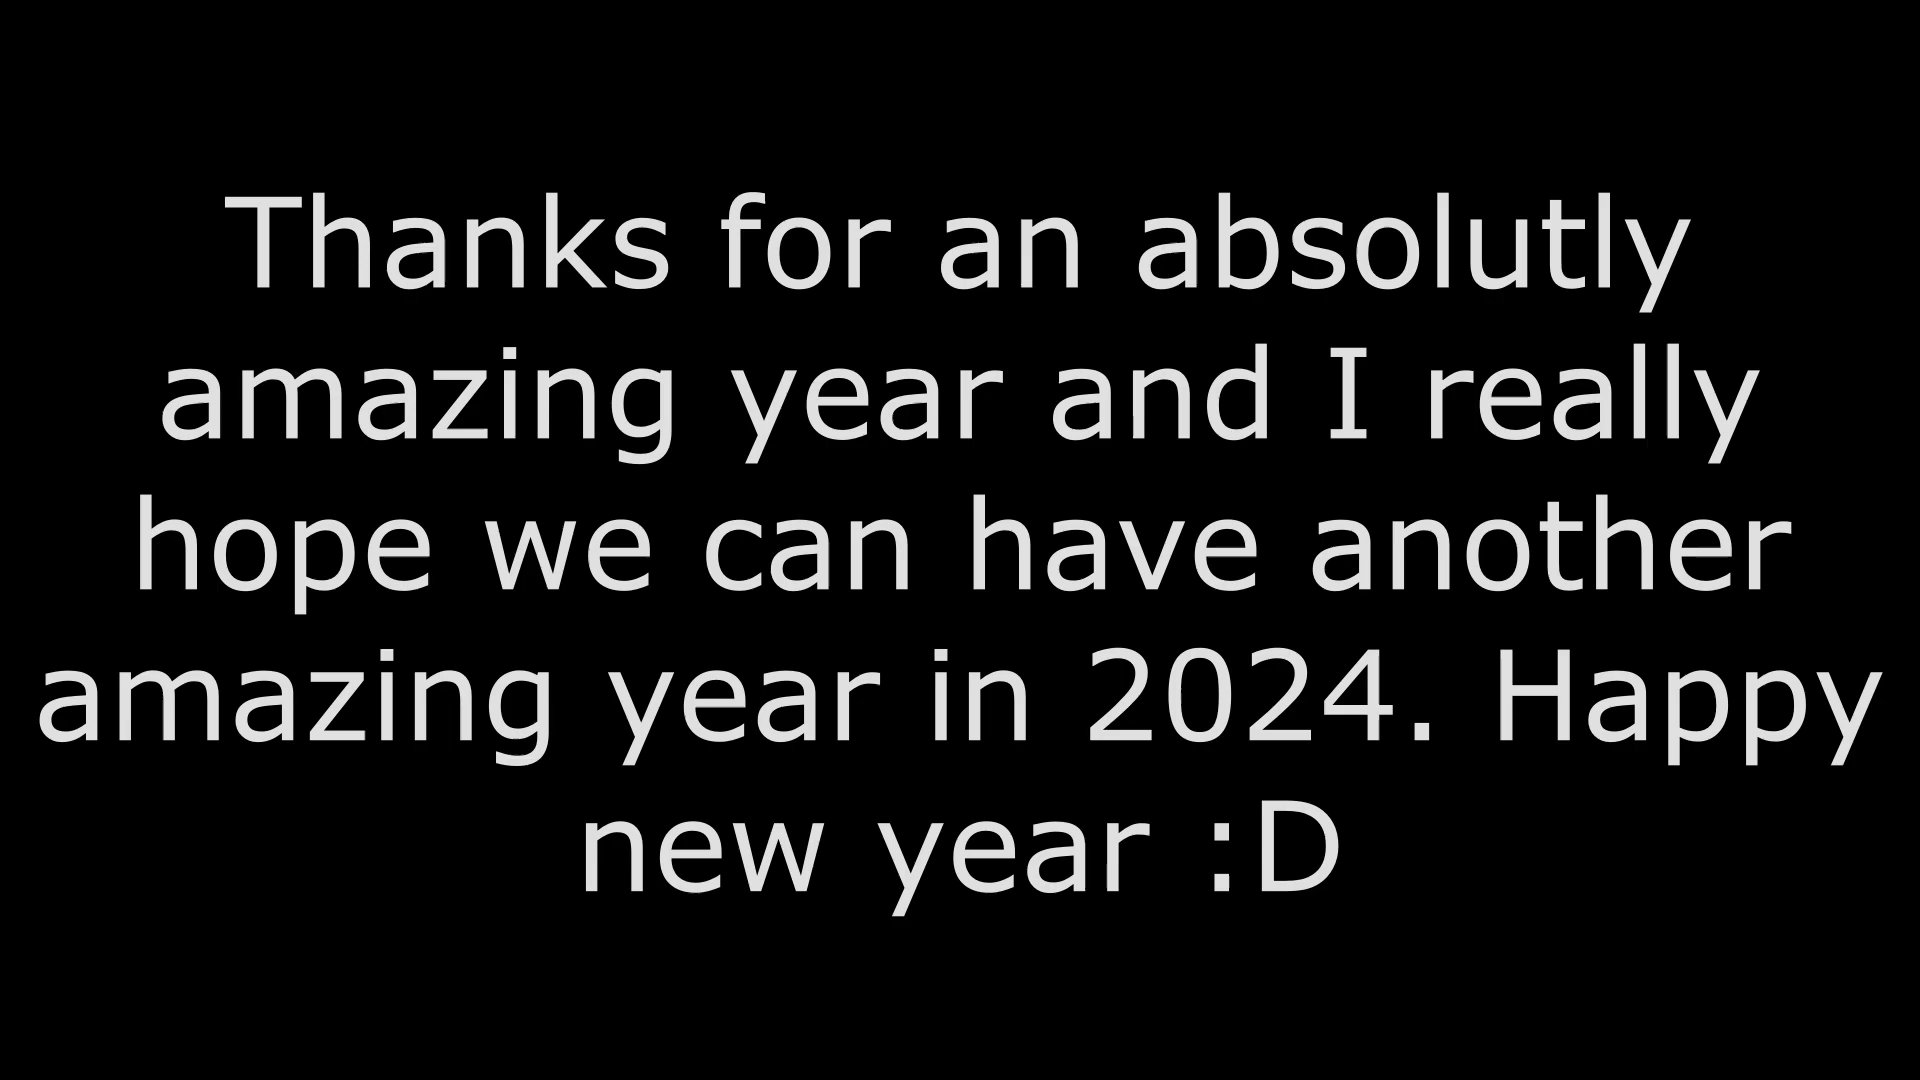 Thanks for an absolutly
amazing year and I really
hope we can have another
amazing year in 2024. Happy
new year :D